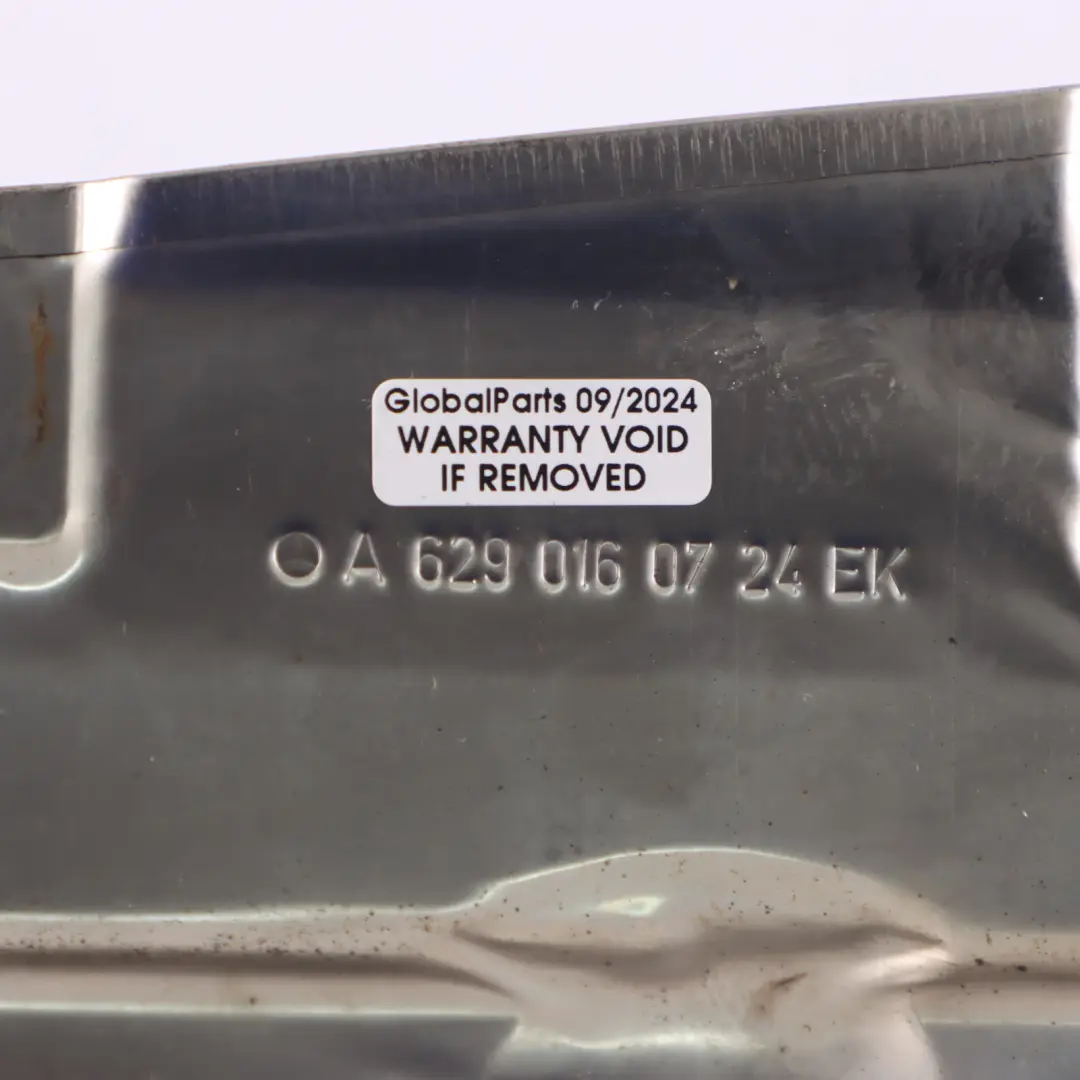 GlobalParts 09/2024
WARRANTY VOID
IF REMOVED
A 629 016 07 24 EK